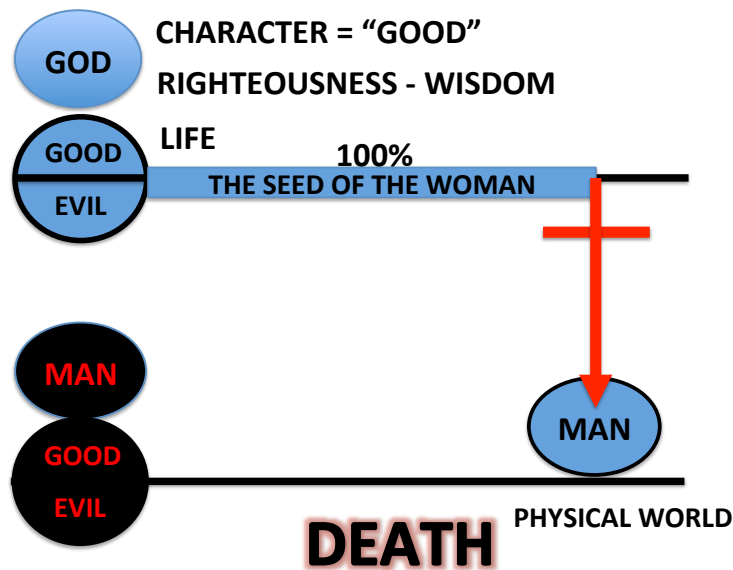 GOD
CHARACTER = “GOOD”
RIGHTEOUSNESS - WISDOM
LIFE
100%
GOOD
THE SEED OF THE WOMAN
EVIL
MAN
MAN
GOOD
EVIL
PHYSICAL WORLD
DEATH